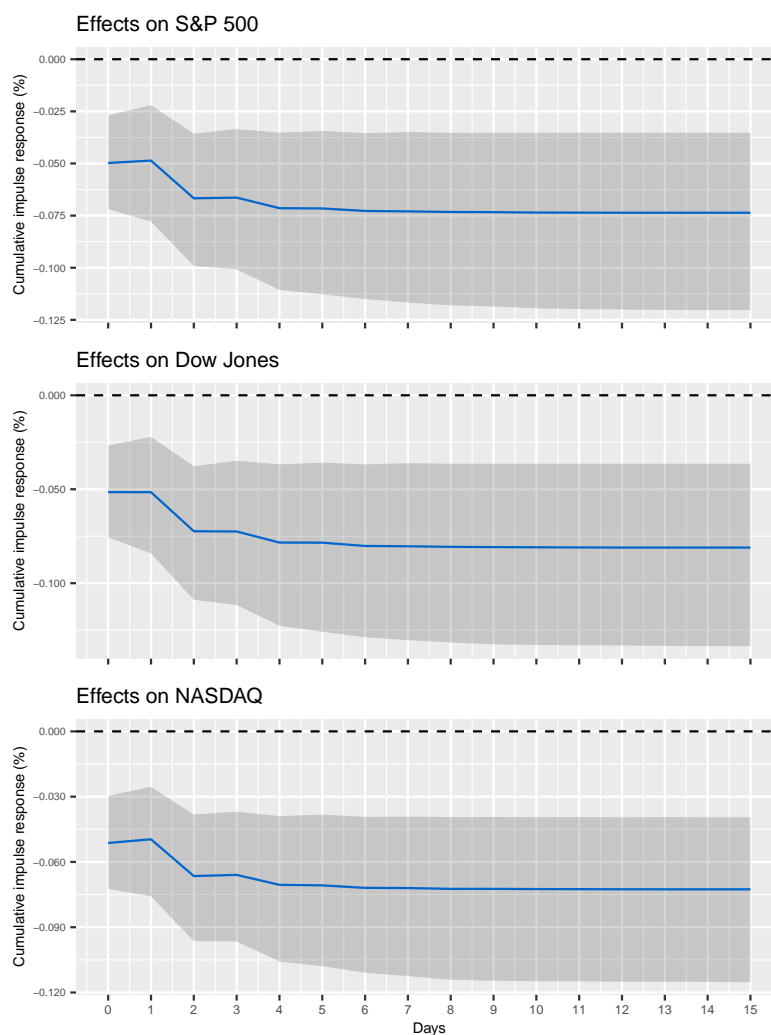 Effects on S&P 500
Cumulative impulse response (%)
0.000
−0.025
−0.050
−0.075
−0.100
−0.125
Effects on Dow Jones
Cumulative impulse response (%)
0.000
−0.050
−0.100
Effects on NASDAQ
Cumulative impulse response (%)
0.000
−0.030
−0.060
−0.090
−0.120
0 1 2 3 4 5 6 7 8 9 10 11 12 13 14 15
Days